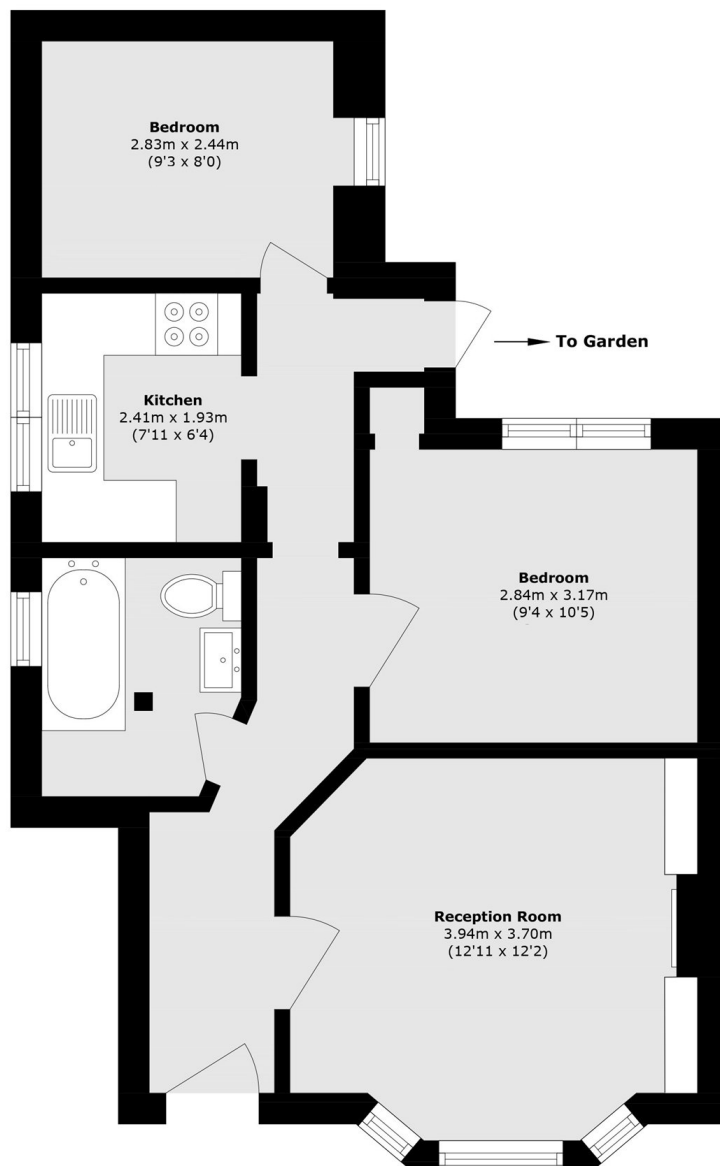 Bedroom
2.83m x 2.44m
(9'3 x 8'0)
To Garden
Kitchen
2.41m x 1.93m
(7'11 x 6'4)
Bedroom
2.84m x 3.17m
(9'4 x 10'5)
Reception Room
3.94m x 3.70m
(12'11 x 12'2)